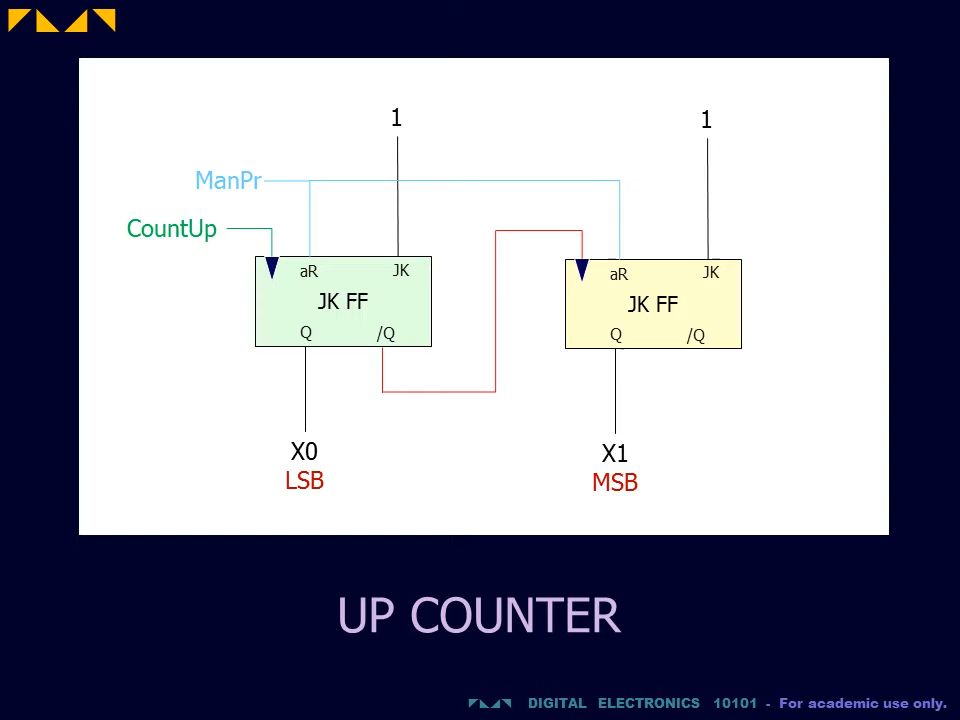 1
1
ManPr
CountUp
aR
JK
JK FF
Q
/Q
aR
JK
JK FF
Q
/Q
X0
LSB
X1
MSB
UP COUNTER
DIGITAL ELECTRONICS 10101 - For academic use only.